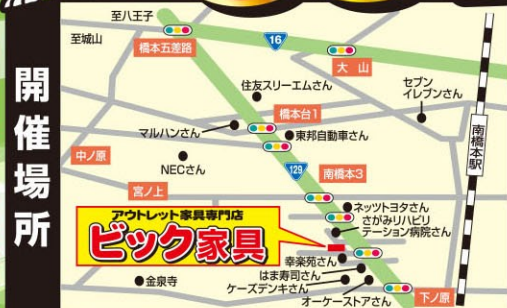 開催場所
至八王子
至城山
橋本五差路
16
大山
住友スリーエムさん
セブン
イレブンさん
橋本台1
マルハンさん
東邦自動車さん
南橋本駅
中ノ原
NECさん
129
南橋本3
宮ノ上
ネッツトヨタさん
さがみリハビリ
テーション病院さん
アウトレット家具専門店
ビック家具
幸楽苑さん
はま寿司さん
金泉寺
ケーズデンキさん
オーケーストアさん
下ノ原